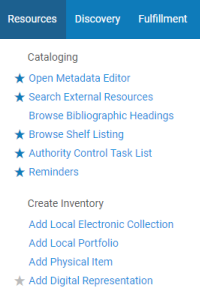 Resources Discovery Fulfillment
Cataloging
Open Metadata Editor
Search External Resources
Browse Bibliographic Headings
Browse Shelf Listing
Authority Control Task List
Reminders
Create Inventory
Add Local Electronic Collection
Add Local Portfolio
Add Physical Item
Add Digital Representation